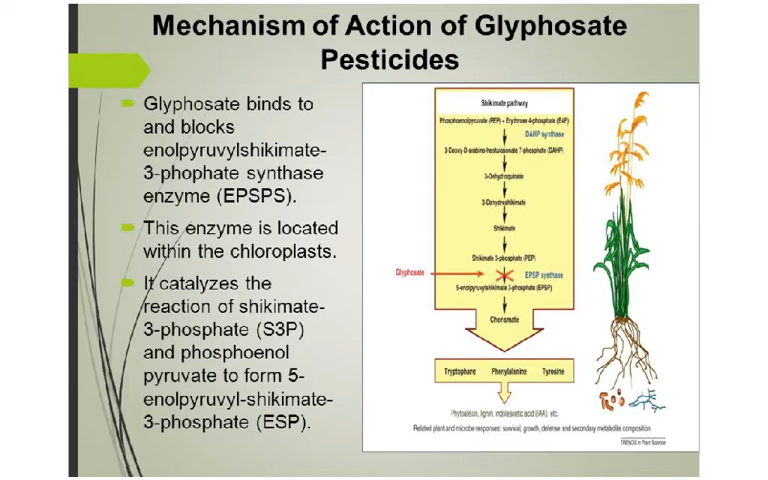 Mechanism of Action of Glyphosate
Pesticides
Glyphosate binds to
and blocks
enolpyruvylshikimate-
3-phophate synthase
enzyme (EPSPS).
This enzyme is located
within the chloroplasts.
It catalyzes the
reaction of shikimate-
3-phosphate (S3P)
and phosphoenol
pyruvate to form 5-
enolpyruvyl-shikimate-
3-phosphate (ESP).
Shikimate pathway
Phosphoenolpyruvate (PEP) + Erythrose 4-phosphate (E4P)
DAHP synthase
3-Deoxy-D-arabino-heptulosonate 7-phosphate (DAHP)
3-Dehydroquinate
3-Dehydroshikimate
Shikimate
Shikimate 3-phosphate (PEP)
Glyphosate
EPSP synthase
5-enolpyruvylshikimate 3-phosphate (EPSP)
Chorismate
Tryptophane Phenylalanine Tyrosine
Phytoalexin, lignin, indoleacetic acid (IAA), etc.
Related plant and microbe responses: survival, growth, defense and secondary metabolite composition
TRENDS in Plant Science